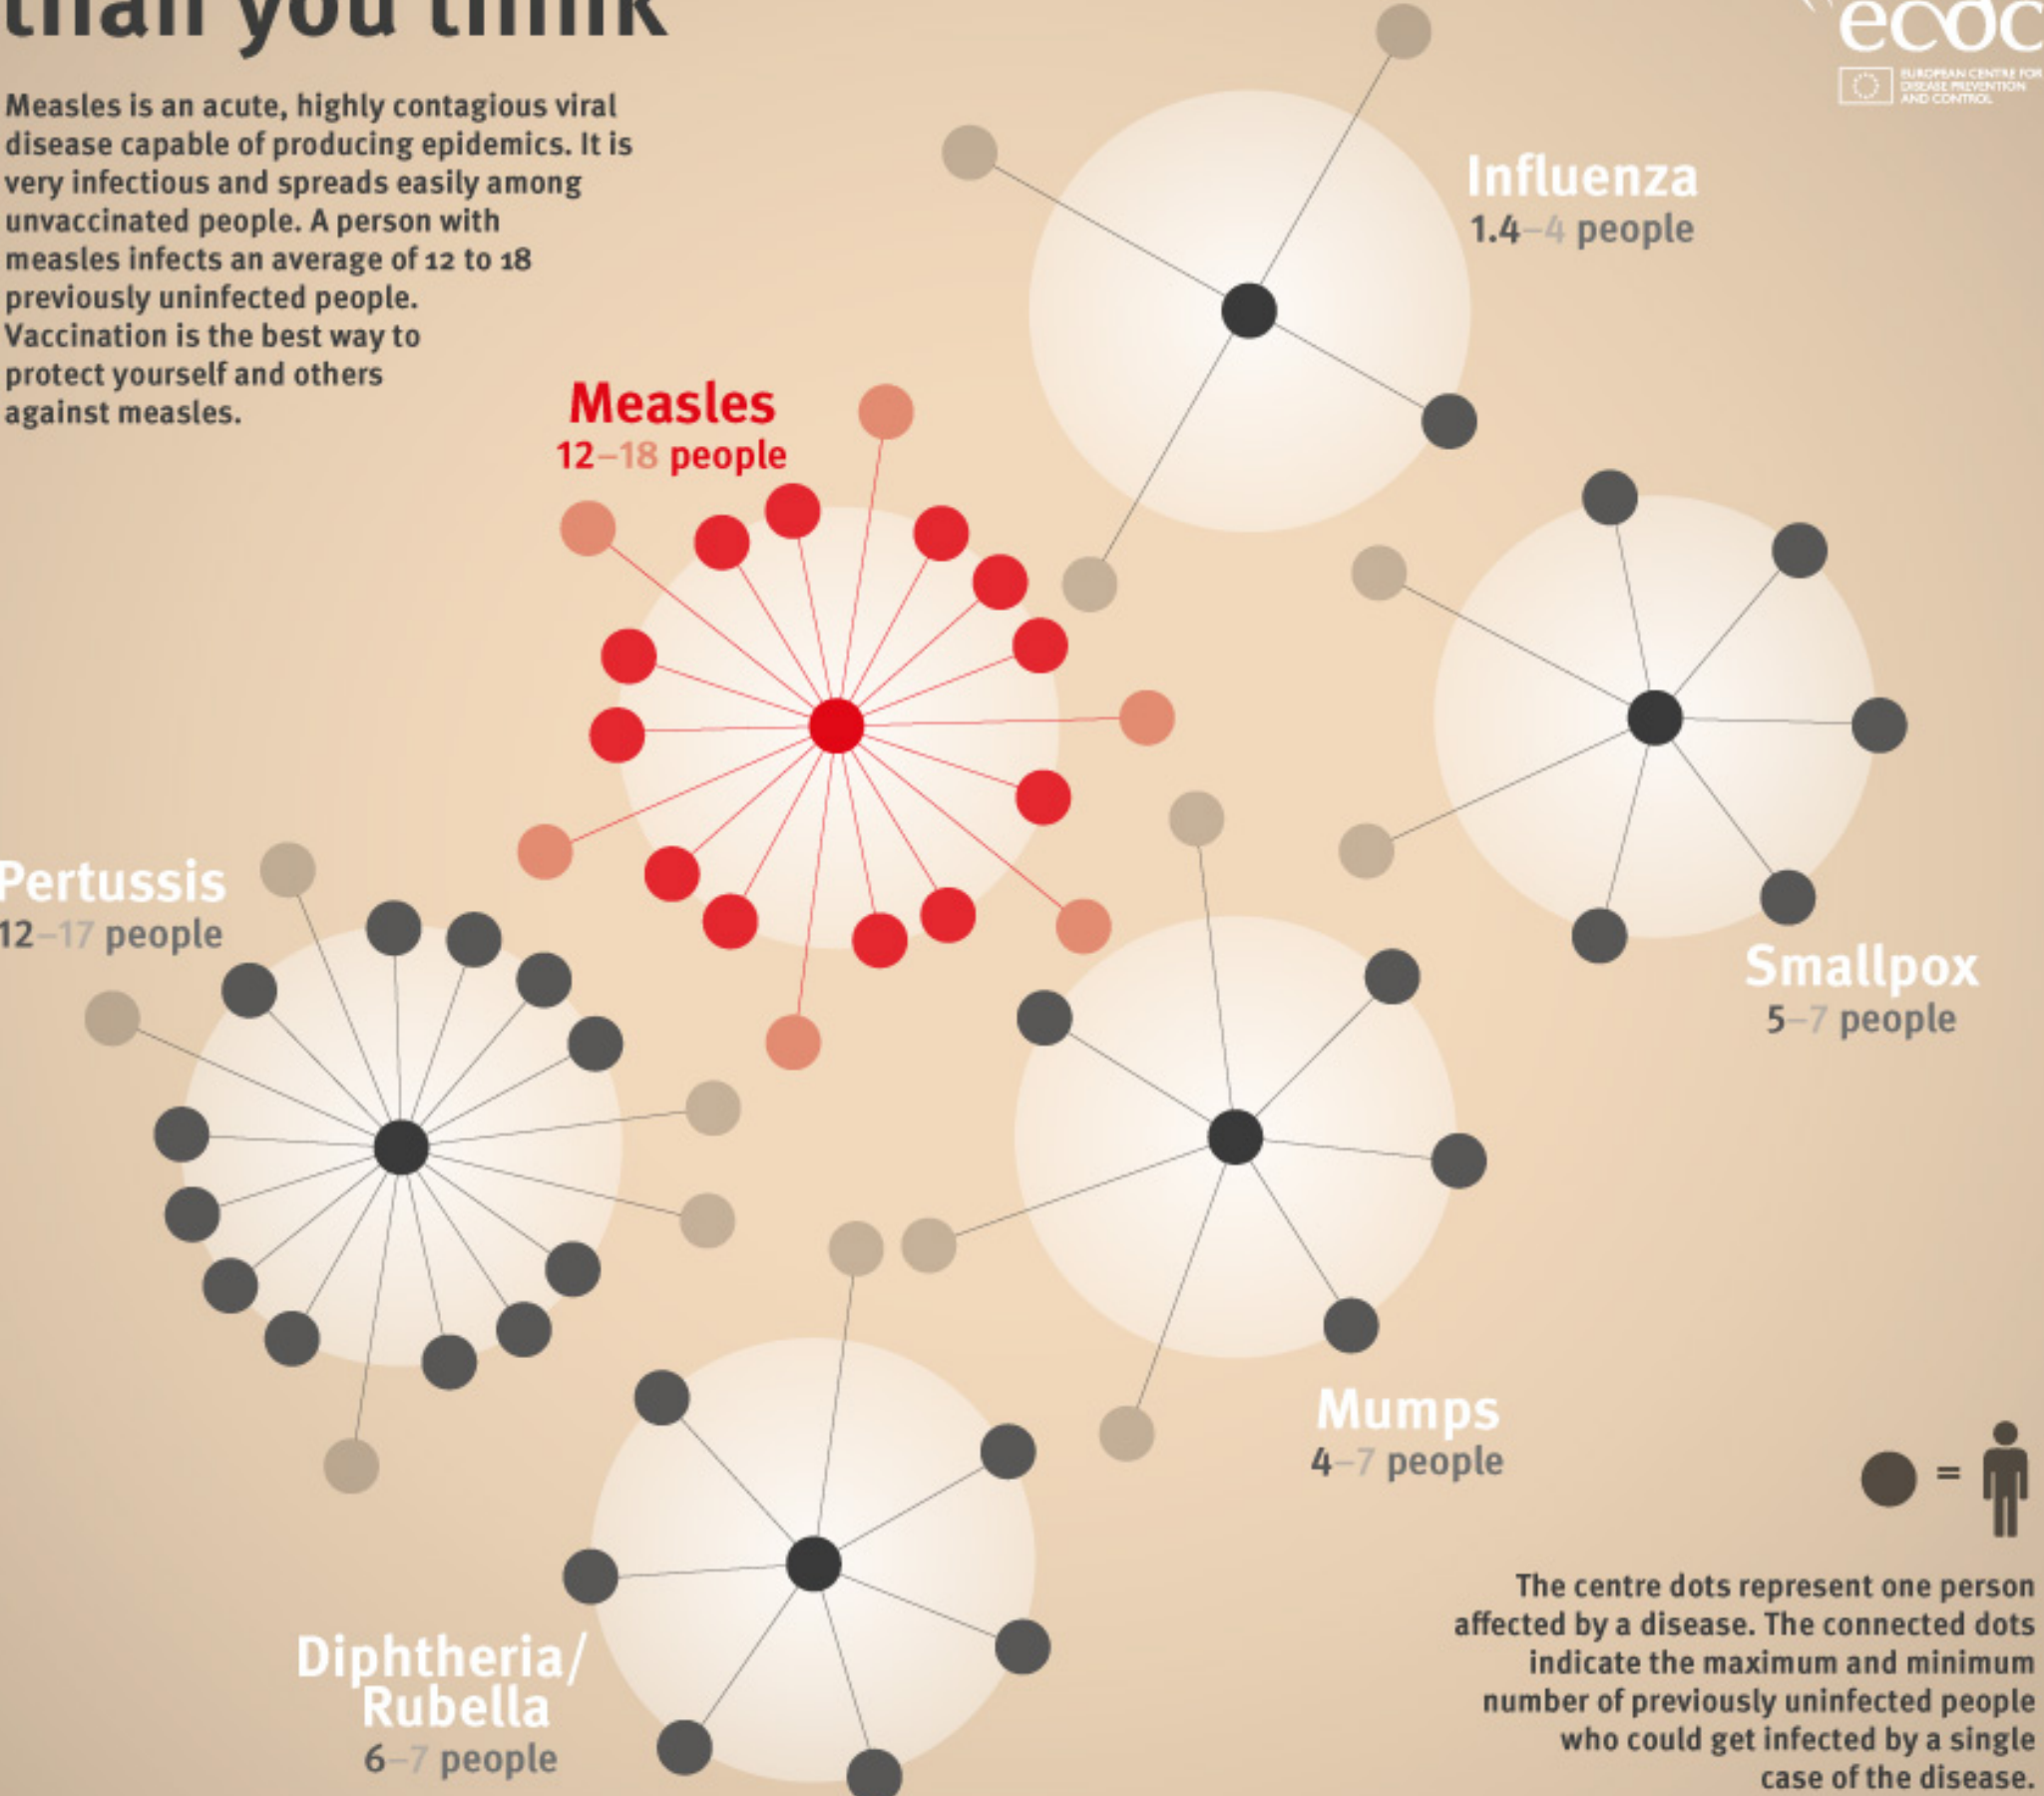 than you think
Measles is an acute, highly contagious viral
disease capable of producing epidemics. It is
very infectious and spreads easily among
unvaccinated people. A person with
measles infects an average of 12 to 18
previously uninfected people.
Vaccination is the best way to
protect yourself and others
against measles.
ecdc
EUROPEAN CENTRE FOR
DISEASE PREVENTION
AND CONTROL
Influenza
1.4–4 people
Measles
12–18 people
Pertussis
12–17 people
Smallpox
5–7 people
Mumps
4–7 people
=
Diphtheria/
Rubella
6–7 people
The centre dots represent one person
affected by a disease. The connected dots
indicate the maximum and minimum
number of previously uninfected people
who could get infected by a single
case of the disease.